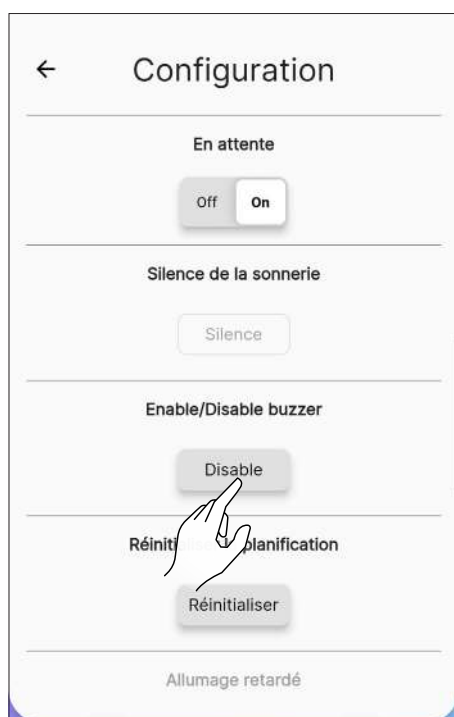 Configuration
En attente
Off On
Silence de la sonnerie
Silence
Enable/Disable buzzer
Disable
planification
Réinitialiser
Allumage retardé